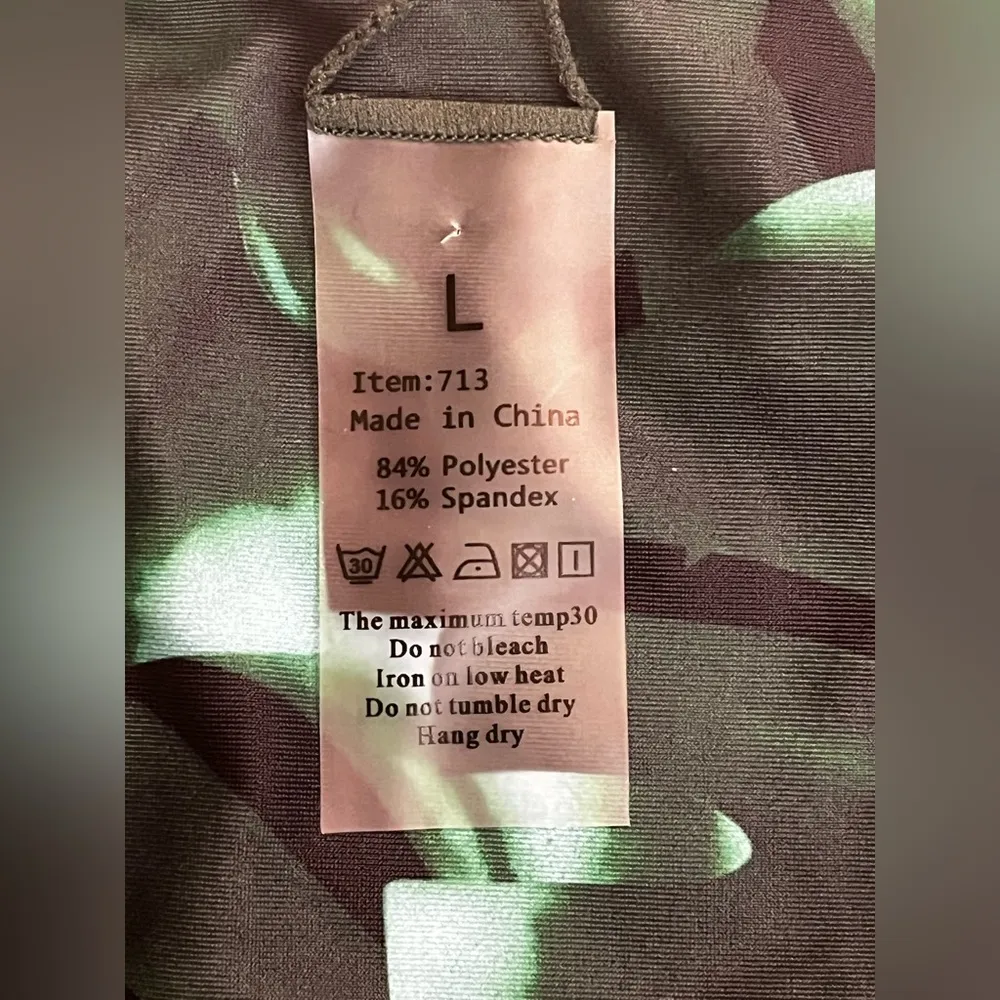 L
Item:713
Made in China
84% Polyester
16% Spandex
30
The maximum temp30
Do not bleach
Iron on low heat
Do not tumble dry
Hang dry